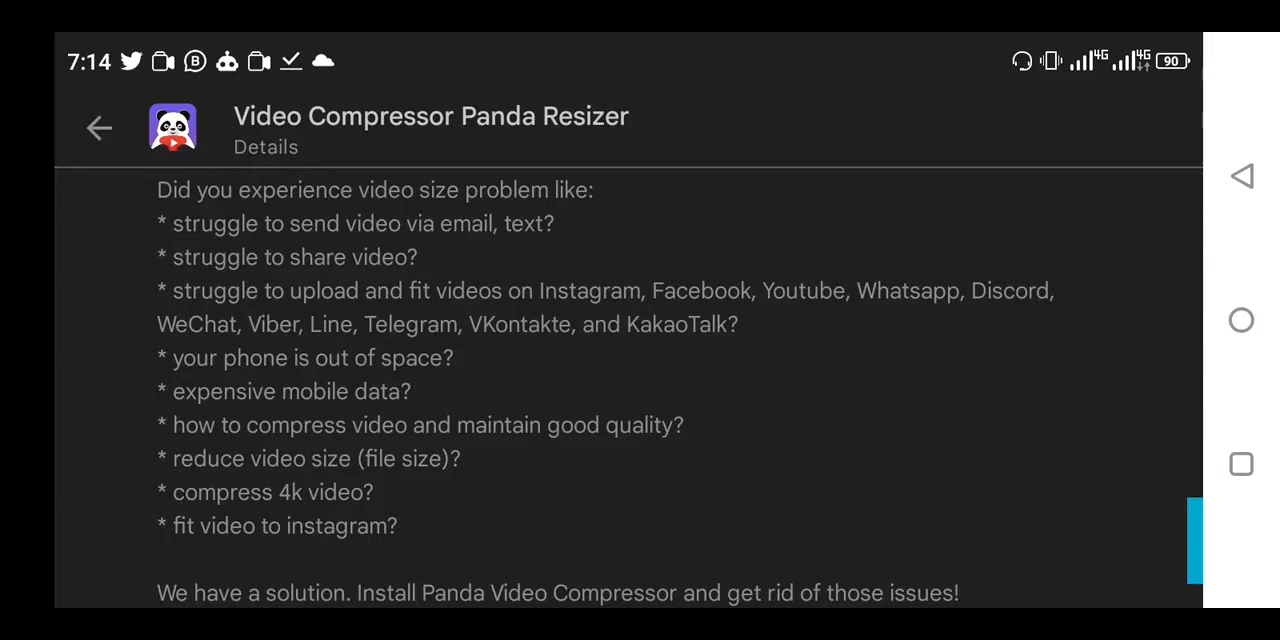 7:14 4G 4G 90
Video Compressor Panda Resizer
Details
Did you experience video size problem like:
* struggle to send video via email, text?
* struggle to share video?
* struggle to upload and fit videos on Instagram, Facebook, Youtube, Whatsapp, Discord,
WeChat, Viber, Line, Telegram, VKontakte, and KakaoTalk?
* your phone is out of space?
* expensive mobile data?
* how to compress video and maintain good quality?
* reduce video size (file size)?
* compress 4k video?
* fit video to instagram?
We have a solution. Install Panda Video Compressor and get rid of those issues!